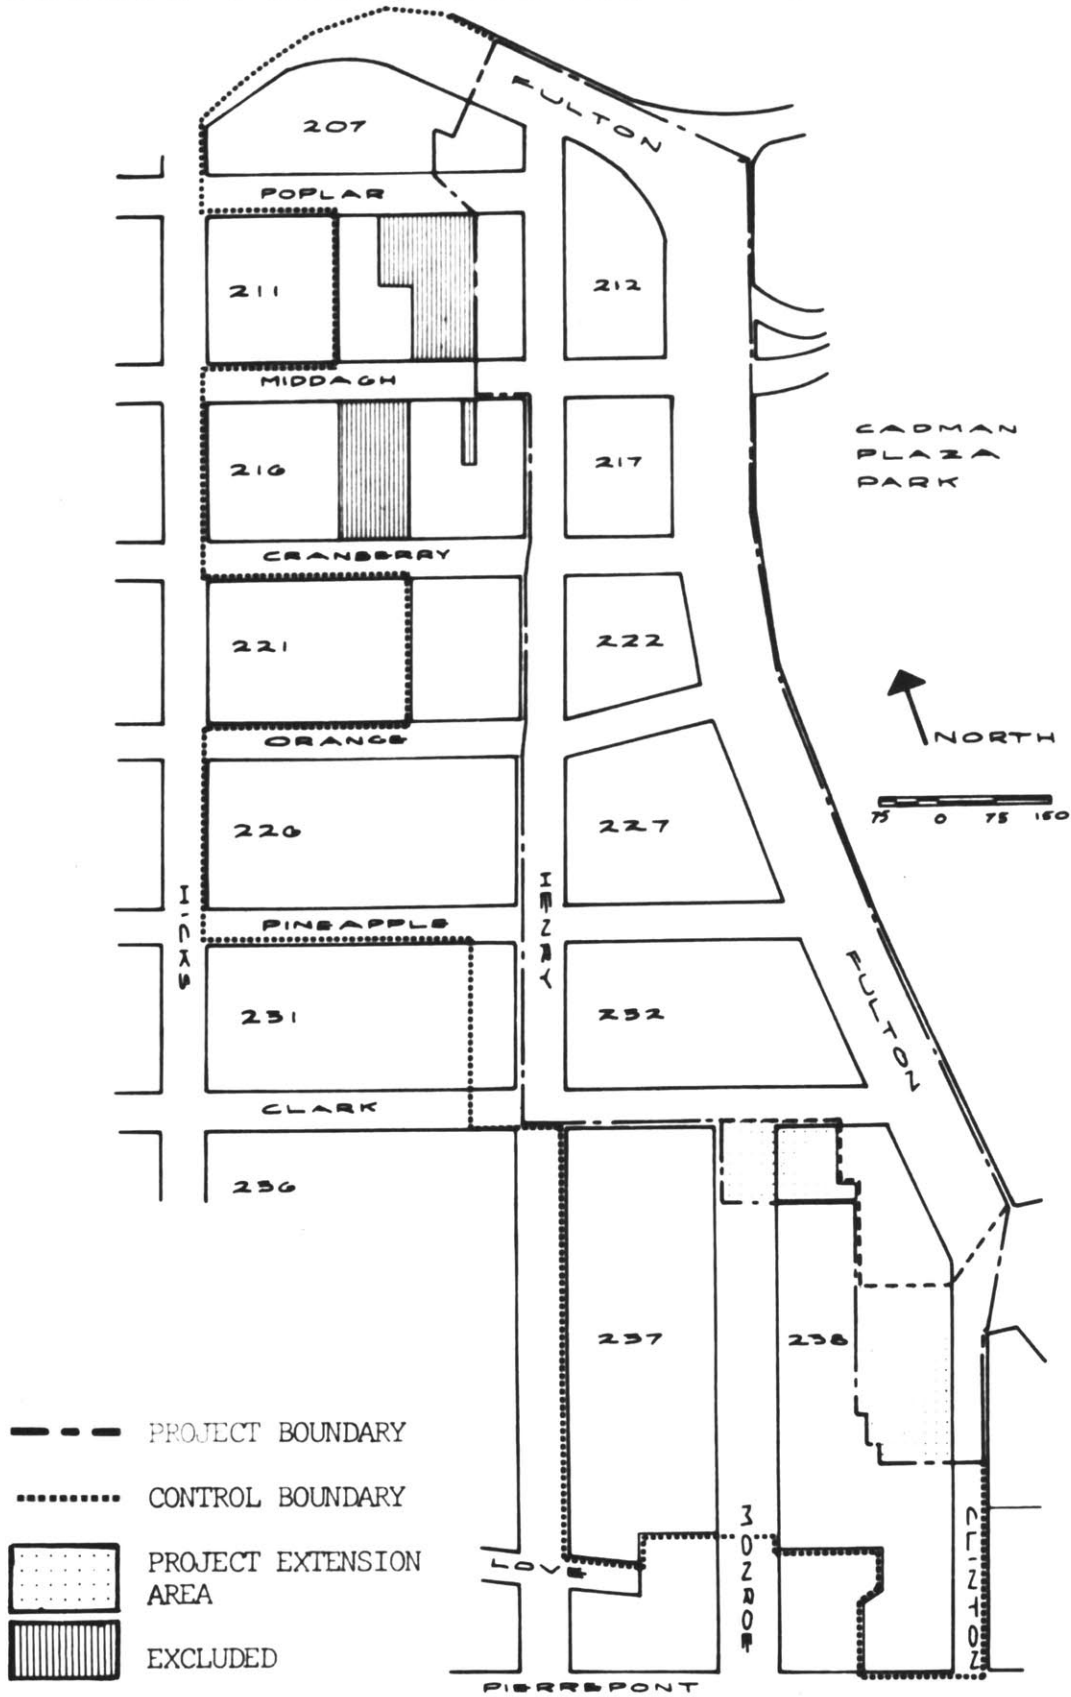 FULTON
207
POPLAR
211
212
MIDDAGH
216
217
CADMAN
PLAZA
PARK
CRANBERRY
221
222
NORTH
ORANGE
75 0 75 150
226
227
HICKS
HENRY
PINEAPPLE
FULTON
231
232
CLARK
236
237
238
PROJECT BOUNDARY
CONTROL BOUNDARY
PROJECT EXTENSION
AREA
EXCLUDED
LOVE
MONROE
CLINTON
PIERREPONT